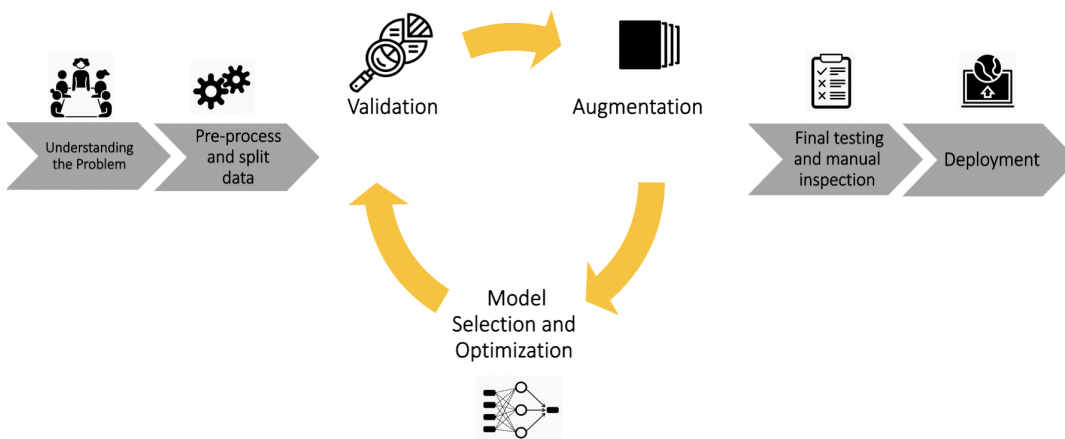 Understanding
the Problem
Pre-process
and split
data
Validation
Augmentation
Model
Selection and
Optimization
Final testing
and manual
inspection
Deployment